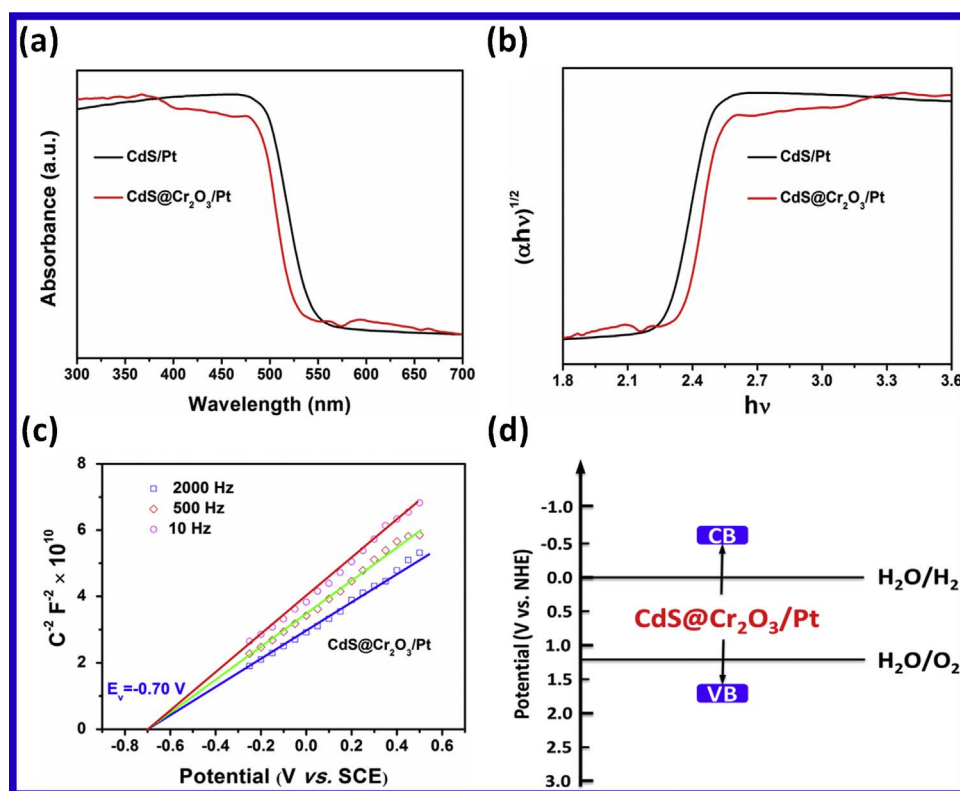 (a)
Absorbance (a.u.)
CdS/Pt
CdS@Cr₂O₃/Pt
300 350 400 450 500 550 600 650 700
Wavelength (nm)
(b)
(αhν)^1/2
CdS/Pt
CdS@Cr₂O₃/Pt
1.8 2.1 2.4 2.7 3.0 3.3 3.6
hν
(c)
C⁻² F⁻² × 10¹⁰
8
6
4
2
0
2000 Hz
500 Hz
10 Hz
CdS@Cr₂O₃/Pt
Eᵥ=-0.70 V
-0.8 -0.6 -0.4 -0.2 0.0 0.2 0.4 0.6
Potential (V vs. SCE)
(d)
Potential (V vs. NHE)
-1.0
-0.5
0.0
0.5
1.0
1.5
2.0
2.5
3.0
CB
H₂O/H₂
CdS@Cr₂O₃/Pt
H₂O/O₂
VB